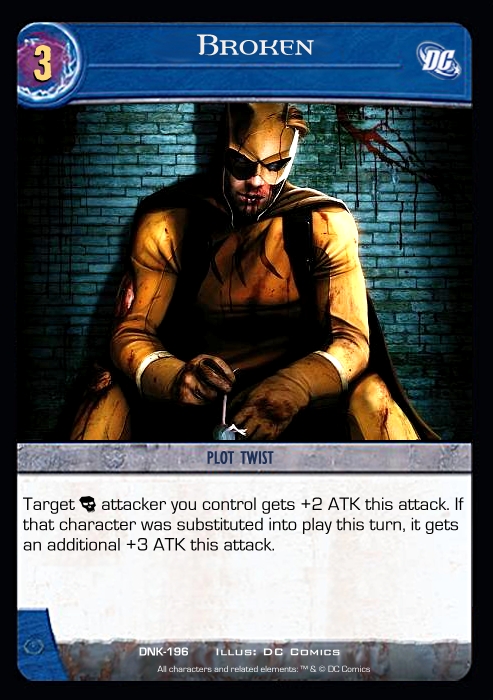 3
Broken
DC
PLOT TWIST
Target attacker you control gets +2 ATK this attack. If
that character was substituted into play this turn, it gets
an additional +3 ATK this attack.
DNK-196 Illus: DC Comics
All characters and related elements: ™ & © DC Comics